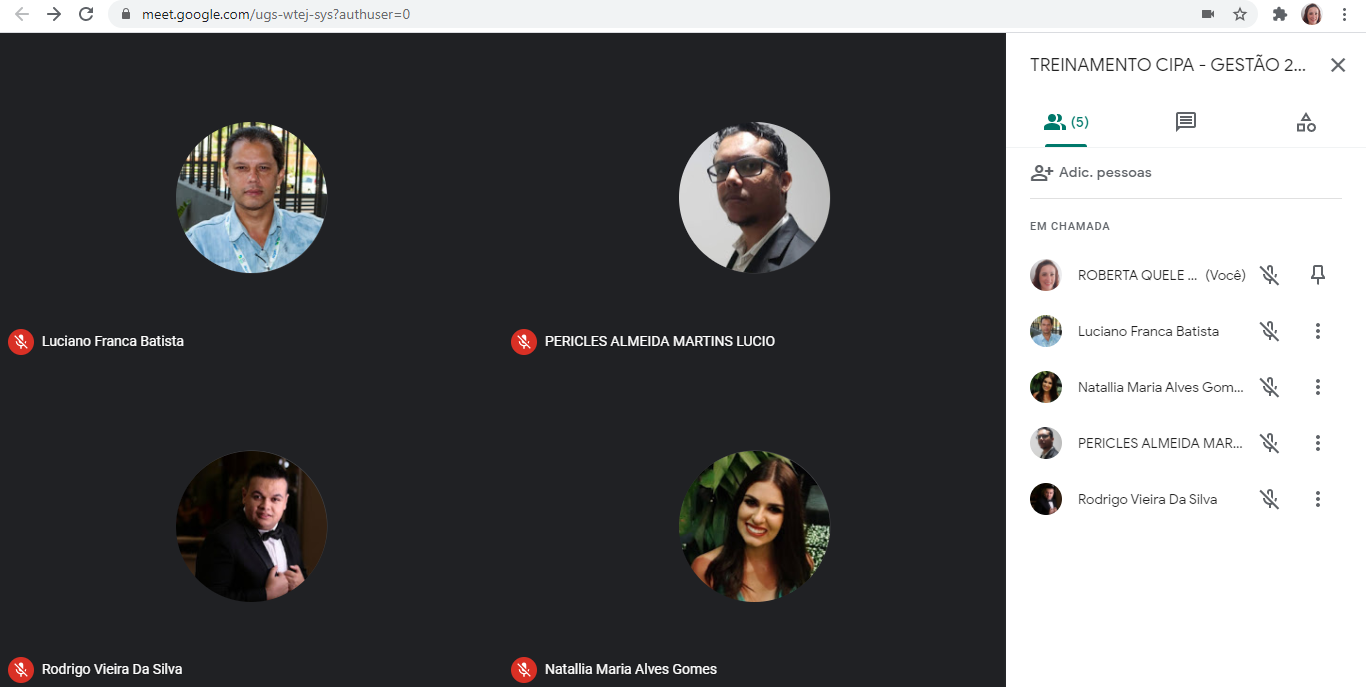 meet.google.com/ugs-wtej-sys?authuser=0
TREINAMENTO CIPA - GESTÃO 2...
(5)
Adic. pessoas
EM CHAMADA
ROBERTA QUELE ... (Você)
Luciano Franca Batista
Natallia Maria Alves Gom...
PERICLES ALMEIDA MAR...
Rodrigo Vieira Da Silva
Luciano Franca Batista
PERICLES ALMEIDA MARTINS LUCIO
Rodrigo Vieira Da Silva
Natallia Maria Alves Gomes